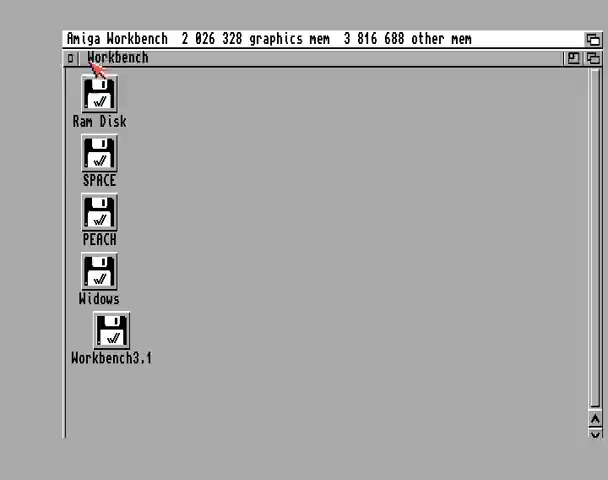 Amiga Workbench  2 026 328 graphics mem  3 816 688 other mem
Workbench
Ram Disk
SPACE
PEACH
Widows
Workbench3.1